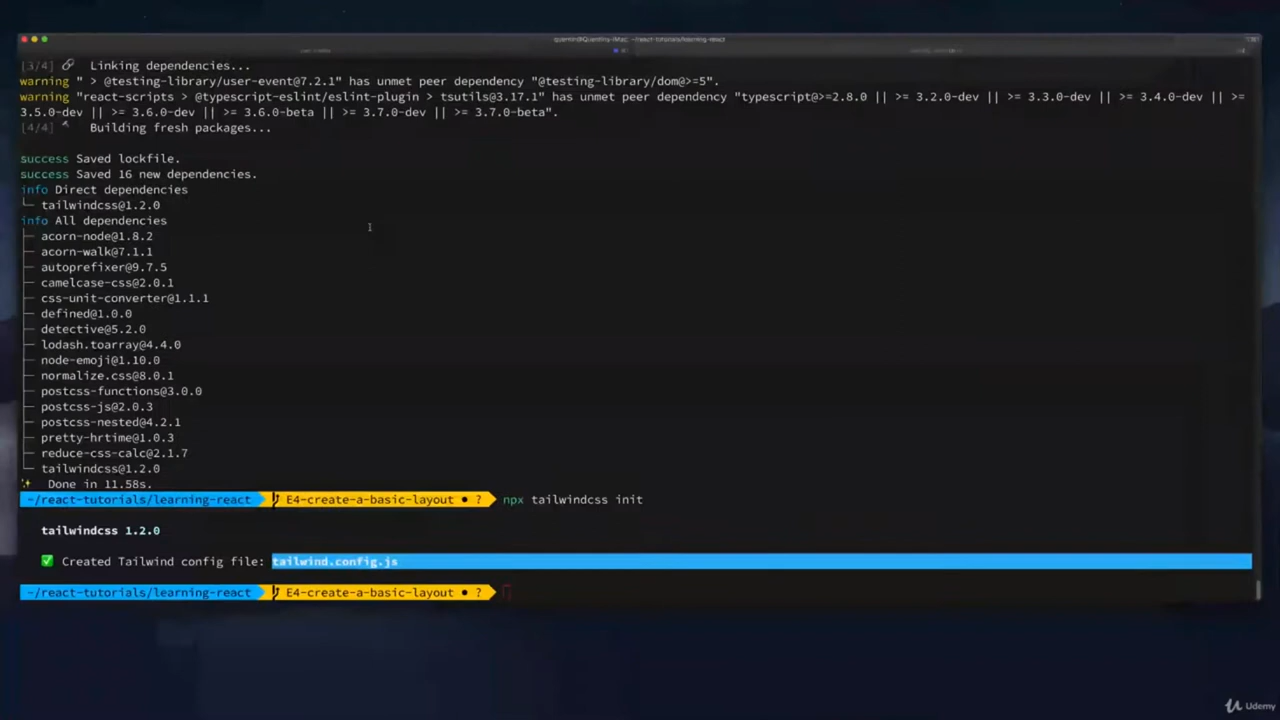 [3/4] 🔗 Linking dependencies...
warning " > @testing-library/user-event@7.2.1" has unmet peer dependency "@testing-library/dom@>=5".
warning "react-scripts > @typescript-eslint/eslint-plugin > tsutils@3.17.1" has unmet peer dependency "typescript@>=2.8.0 || >= 3.2.0-dev || >= 3.3.0-dev || >= 3.4.0-dev || >=
3.5.0-dev || >= 3.6.0-dev || >= 3.6.0-beta || >= 3.7.0-dev || >= 3.7.0-beta".
[4/4] 🔨 Building fresh packages...
success Saved lockfile.
success Saved 16 new dependencies.
info Direct dependencies
└─ tailwindcss@1.2.0
info All dependencies
├─ acorn-node@1.8.2
├─ acorn-walk@7.1.1
├─ autoprefixer@9.7.5
├─ camelcase-css@2.0.1
├─ css-unit-converter@1.1.1
├─ defined@1.0.0
├─ detective@5.2.0
├─ lodash.toarray@4.4.0
├─ node-emoji@1.10.0
├─ normalize.css@8.0.1
├─ postcss-functions@3.0.0
├─ postcss-js@2.0.3
├─ postcss-nested@4.2.1
├─ pretty-hrtime@1.0.3
├─ reduce-css-calc@2.1.7
└─ tailwindcss@1.2.0
✨ Done in 11.58s.
~/react-tutorials/learning-react E4-create-a-basic-layout ● ? npx tailwindcss init
tailwindcss 1.2.0
✅ Created Tailwind config file: tailwind.config.js
~/react-tutorials/learning-react E4-create-a-basic-layout ● ?
Udemy